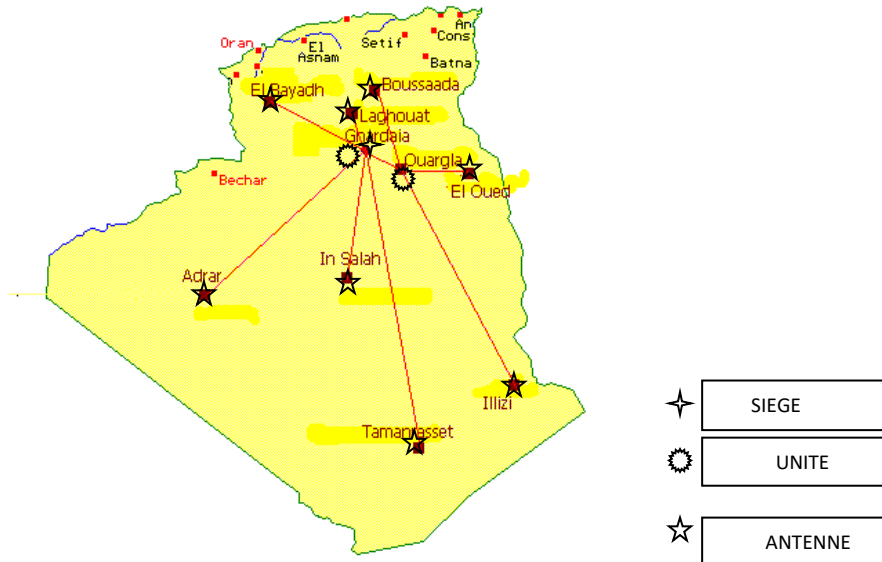 An
Oran
El
Asnam
Setif
Cons
Batna
El Bayadh
Boussaada
Laghouat
Ghardaia
Ouargla
El Oued
Bechar
In Salah
Adrar
Illizi
Tamanrasset
SIEGE
UNITE
ANTENNE